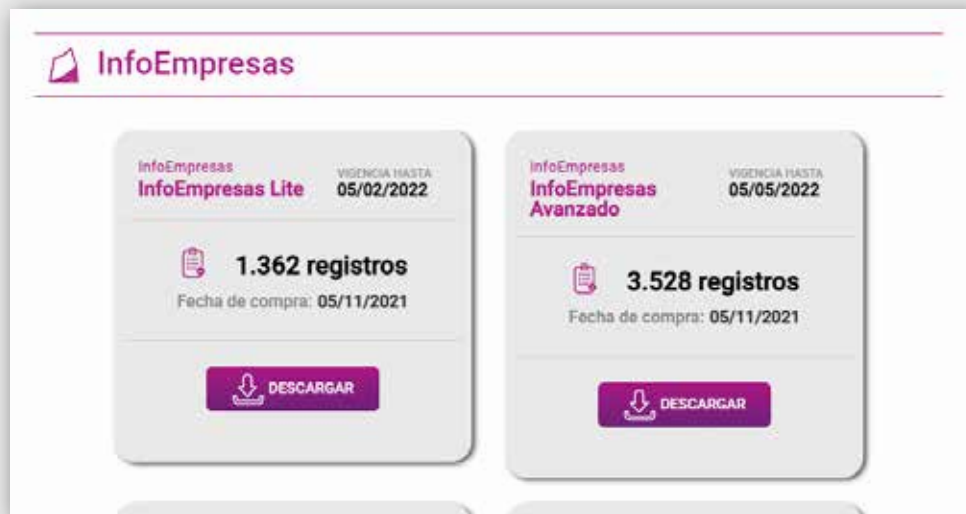 InfoEmpresas
InfoEmpresas
InfoEmpresas Lite
VIGENCIA HASTA
05/02/2022
1.362 registros
Fecha de compra: 05/11/2021
DESCARGAR
InfoEmpresas
InfoEmpresas
Avanzado
VIGENCIA HASTA
05/05/2022
3.528 registros
Fecha de compra: 05/11/2021
DESCARGAR